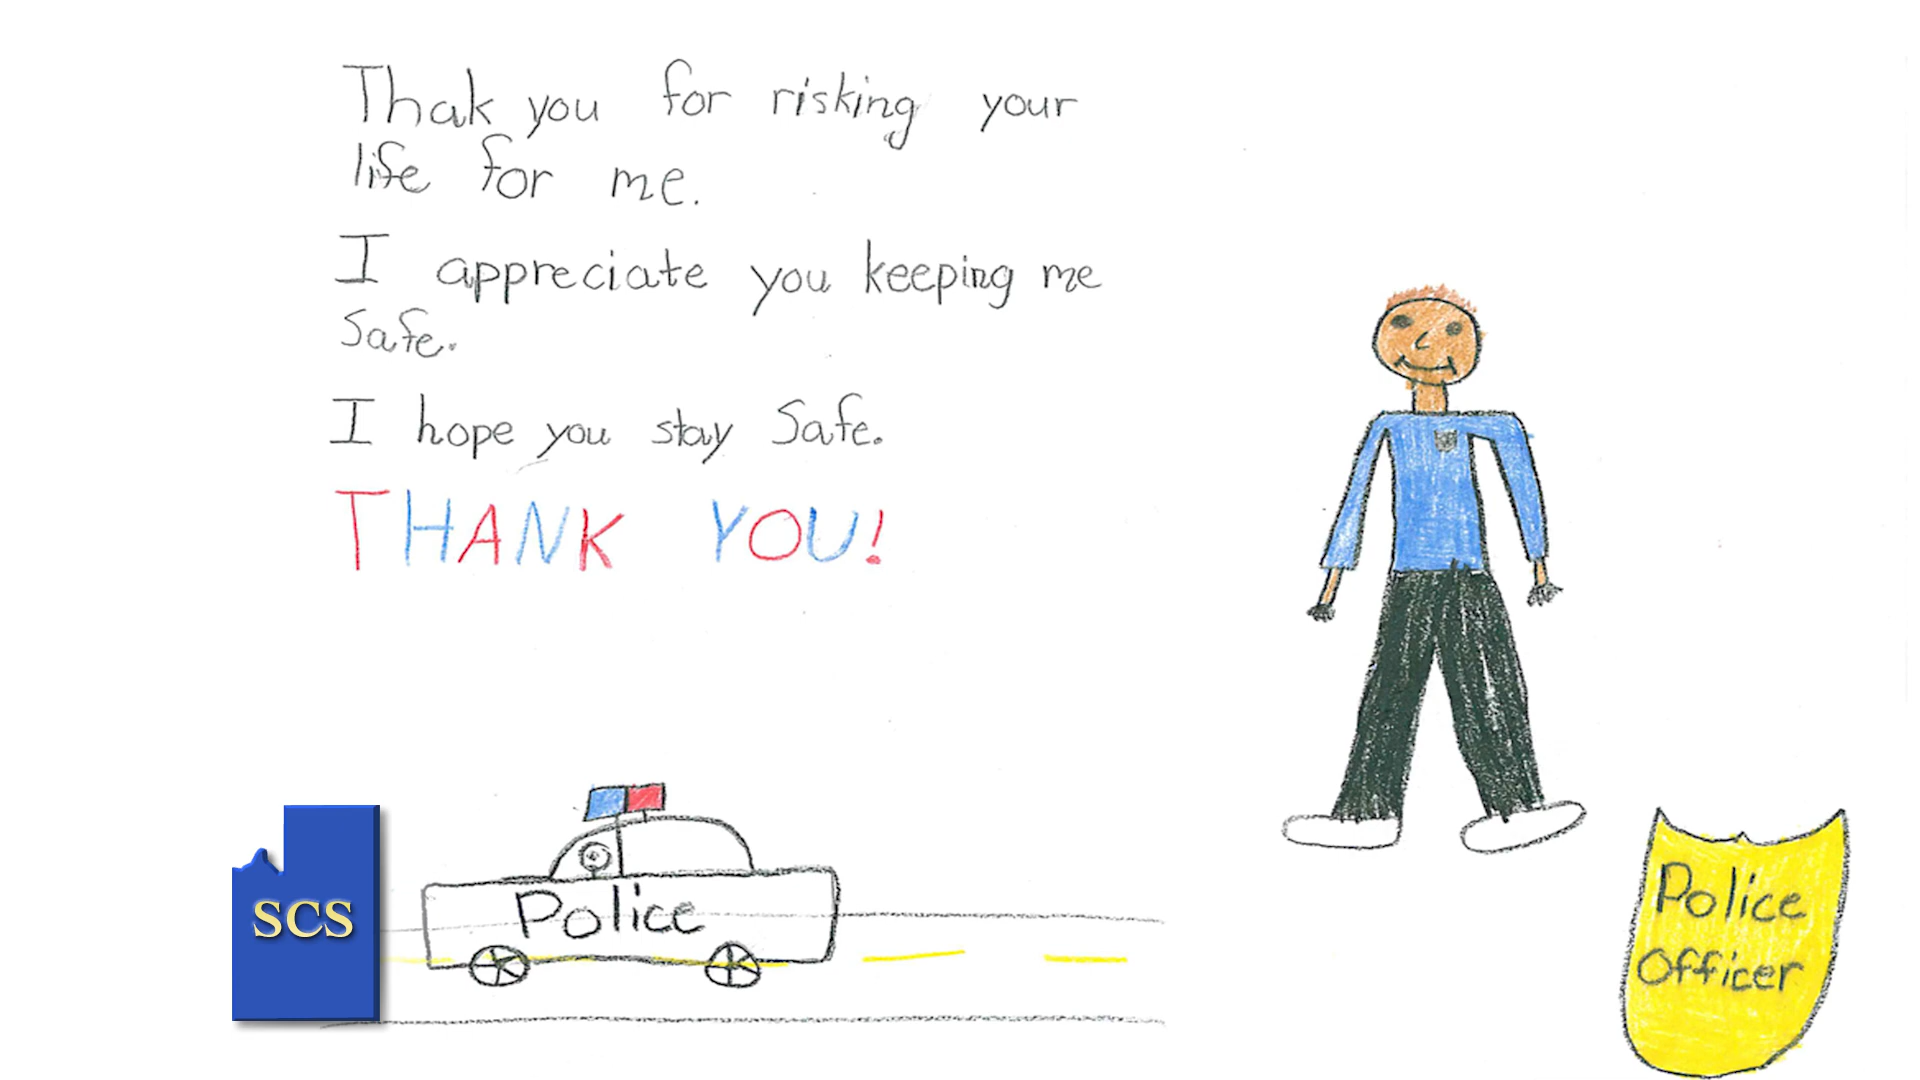 Thak you for risking your
life for me.
I appreciate you keeping me
safe.
I hope you stay safe.
THANK YOU!
SCS
Police
Police
Officer